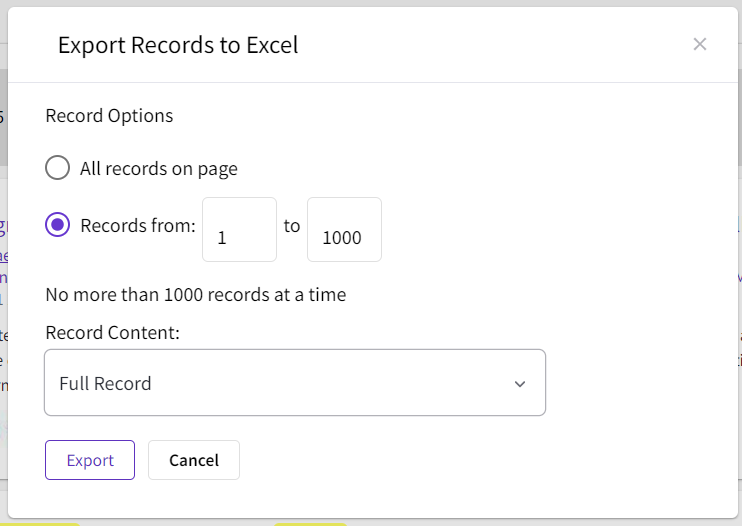 Export Records to Excel
Record Options
All records on page
Records from: 1 to 1000
No more than 1000 records at a time
Record Content:
Full Record
Export Cancel